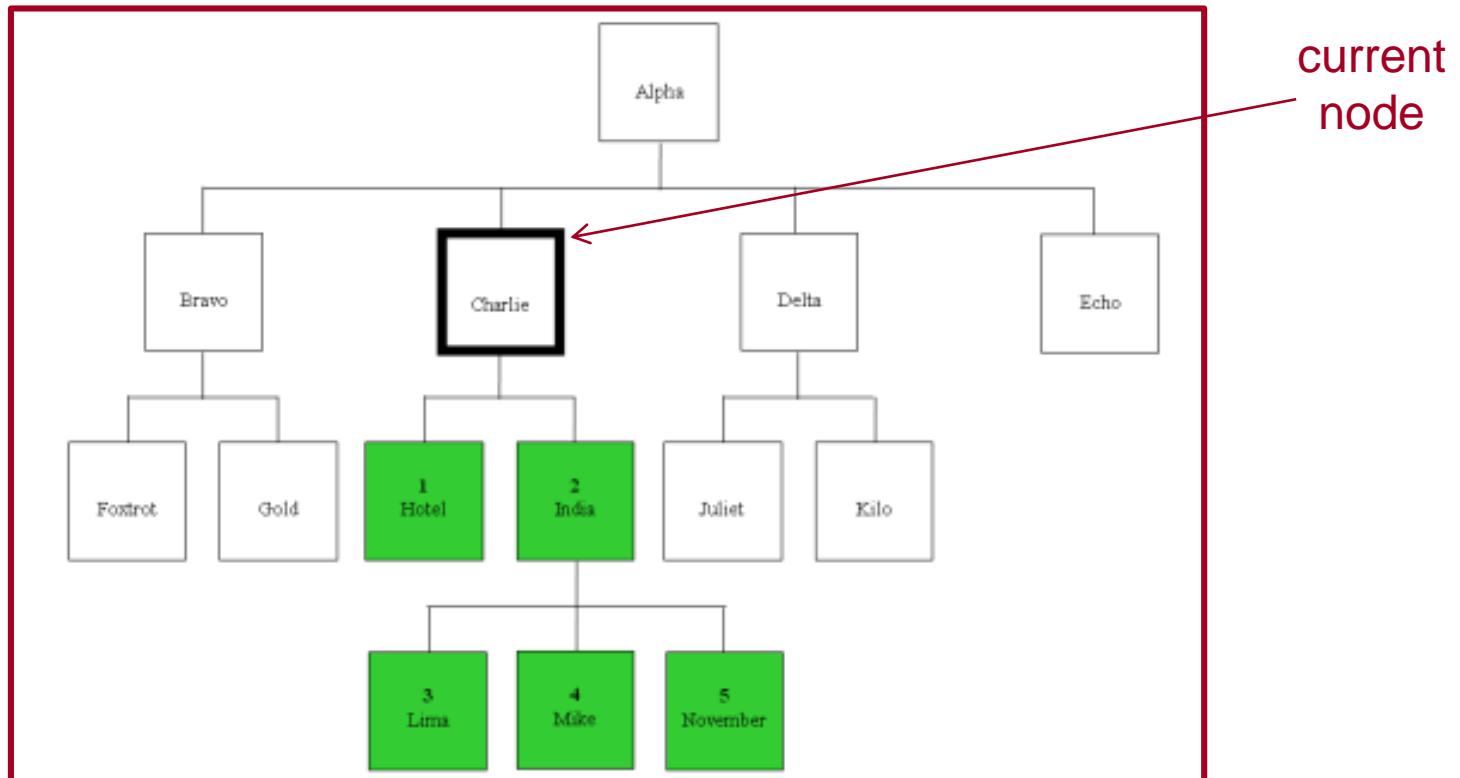 current
node
Alpha
Bravo
Charlie
Delta
Echo
Foxtrot
Gold
1
Hotel
2
India
Juliet
Kilo
3
Lima
4
Mike
5
November